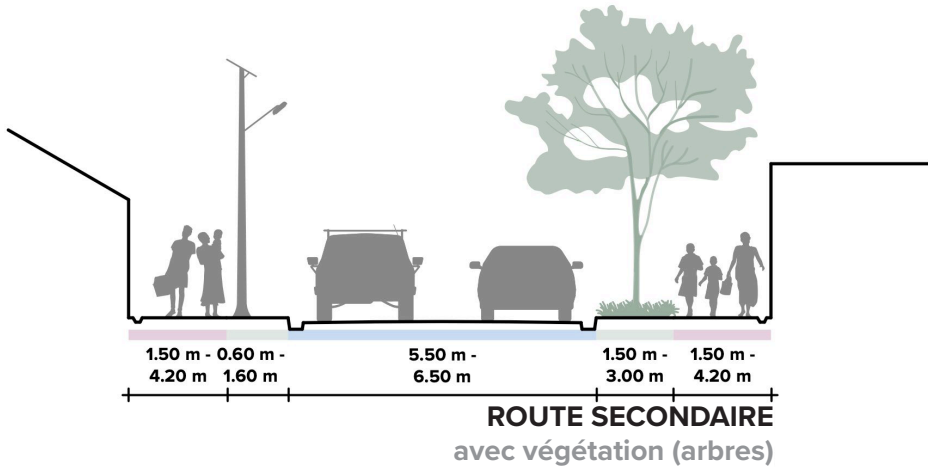 1.50 m - 0.60 m - 5.50 m - 1.50 m - 1.50 m -
4.20 m 1.60 m 6.50 m 3.00 m 4.20 m
ROUTE SECONDAIRE
avec végétation (arbres)